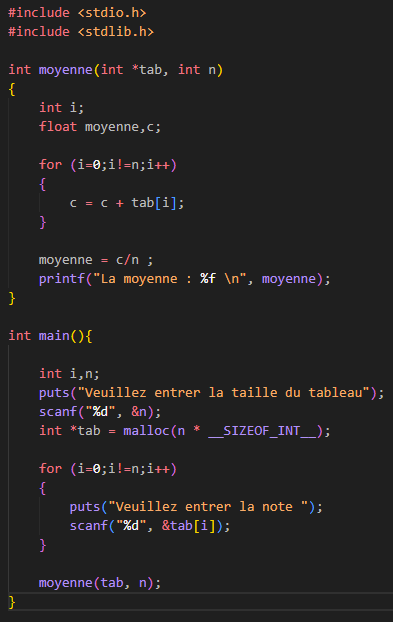 #include <stdio.h>
#include <stdlib.h>

int moyenne(int *tab, int n)
{
    int i;
    float moyenne,c;

    for (i=0;i!=n;i++)
    {
        c = c + tab[i];
    }

    moyenne = c/n ;
    printf("La moyenne : %f \n", moyenne);
}

int main(){

    int i,n;
    puts("Veuillez entrer la taille du tableau");
    scanf("%d", &n);
    int *tab = malloc(n * __SIZEOF_INT__);

    for (i=0;i!=n;i++)
    {
        puts("Veuillez entrer la note ");
        scanf("%d", &tab[i]);
    }

    moyenne(tab, n);
}